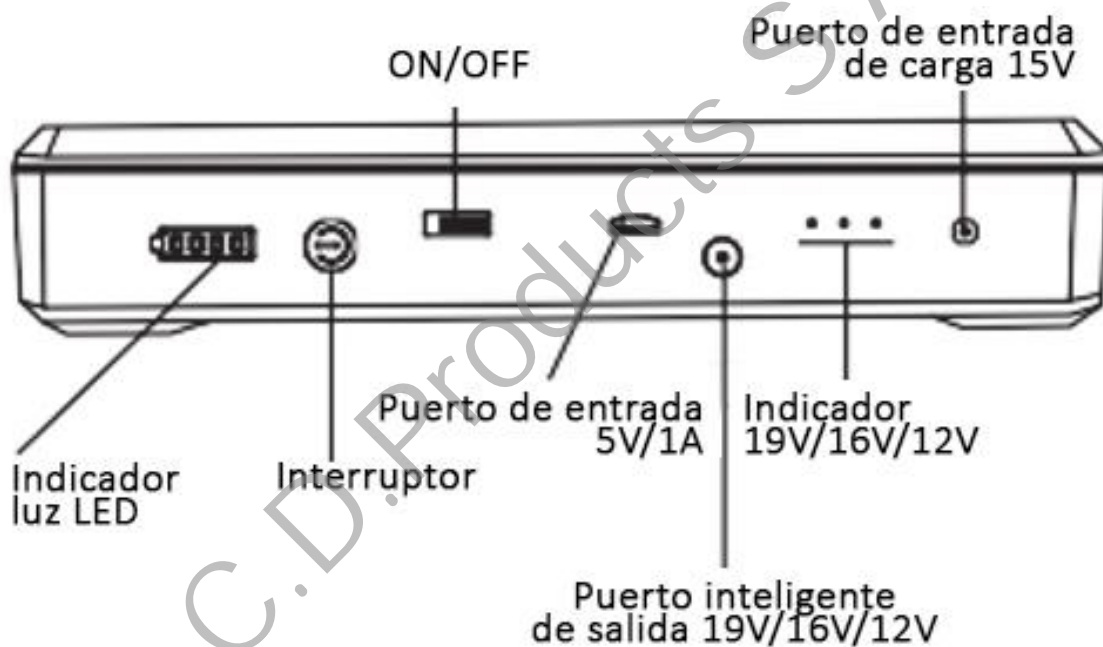 Puerto de entrada
de carga 15V
ON/OFF
Puerto de entrada
5V/1A
Indicador
19V/16V/12V
Indicador
luz LED
Interruptor
Puerto inteligente
de salida 19V/16V/12V
C.D.Products S.A